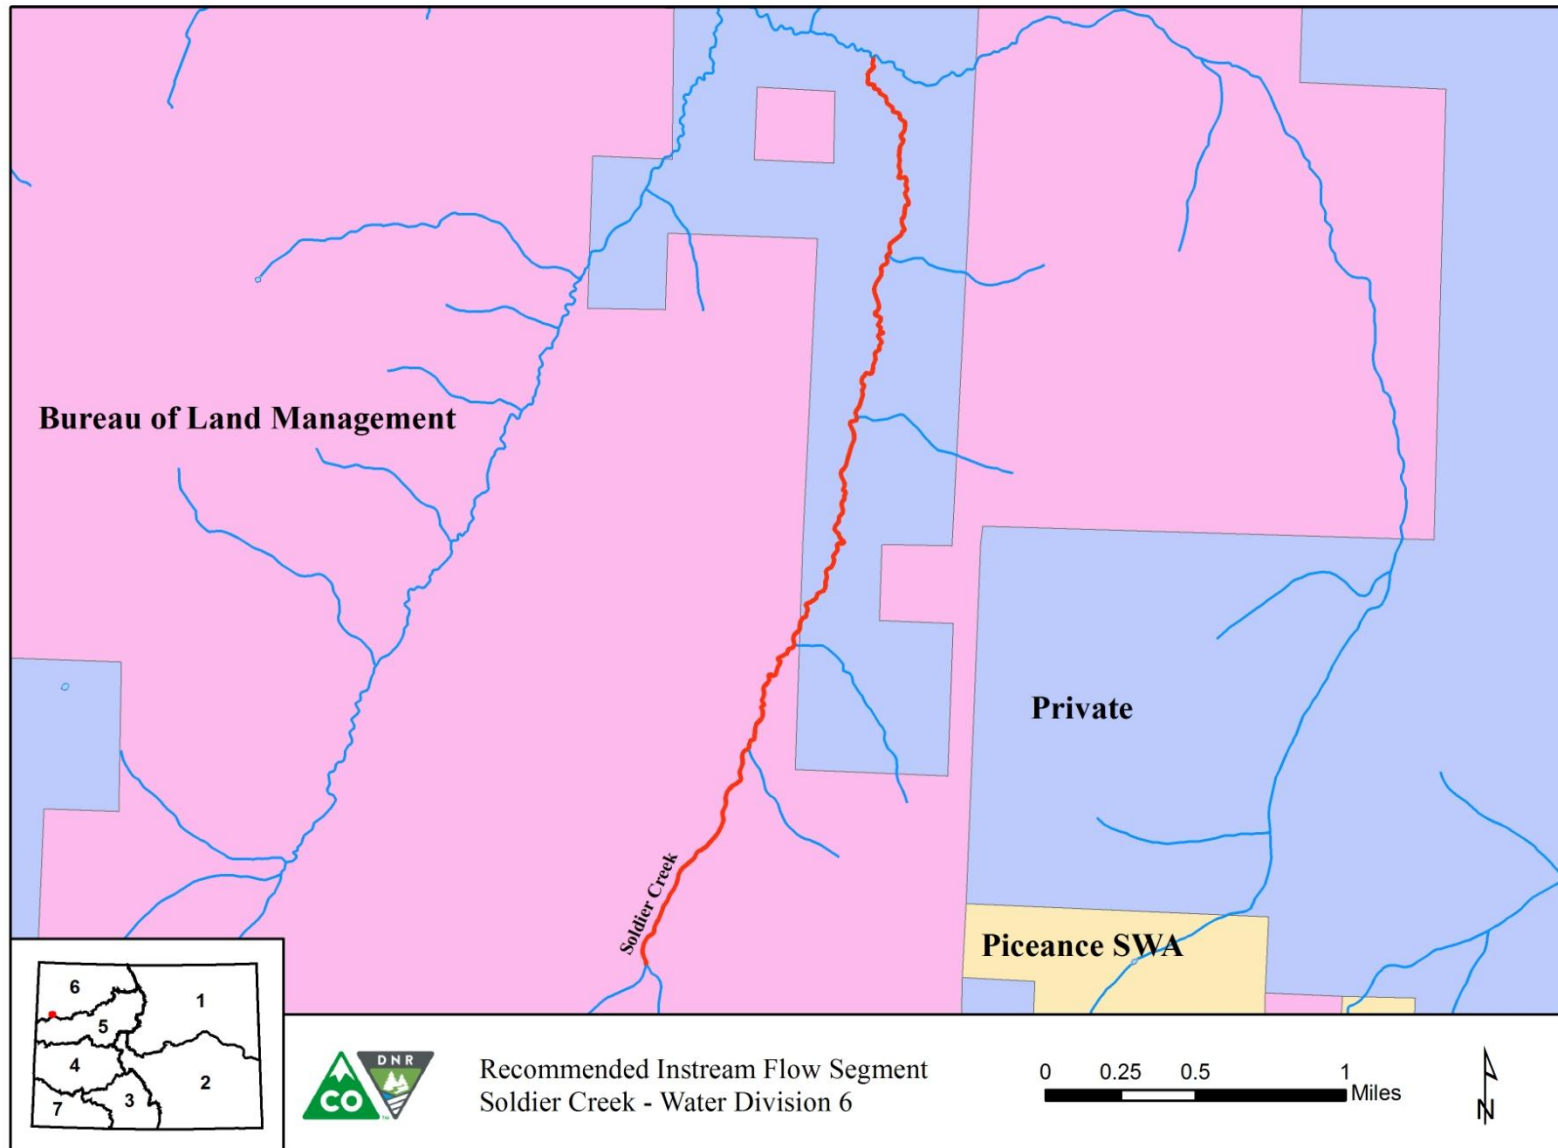 Bureau of Land Management
Private
Soldier Creek
Piceance SWA
6
1
5
4
2
3
7
CO
DNR
Recommended Instream Flow Segment
Soldier Creek - Water Division 6
0 0.25 0.5 1
Miles
N